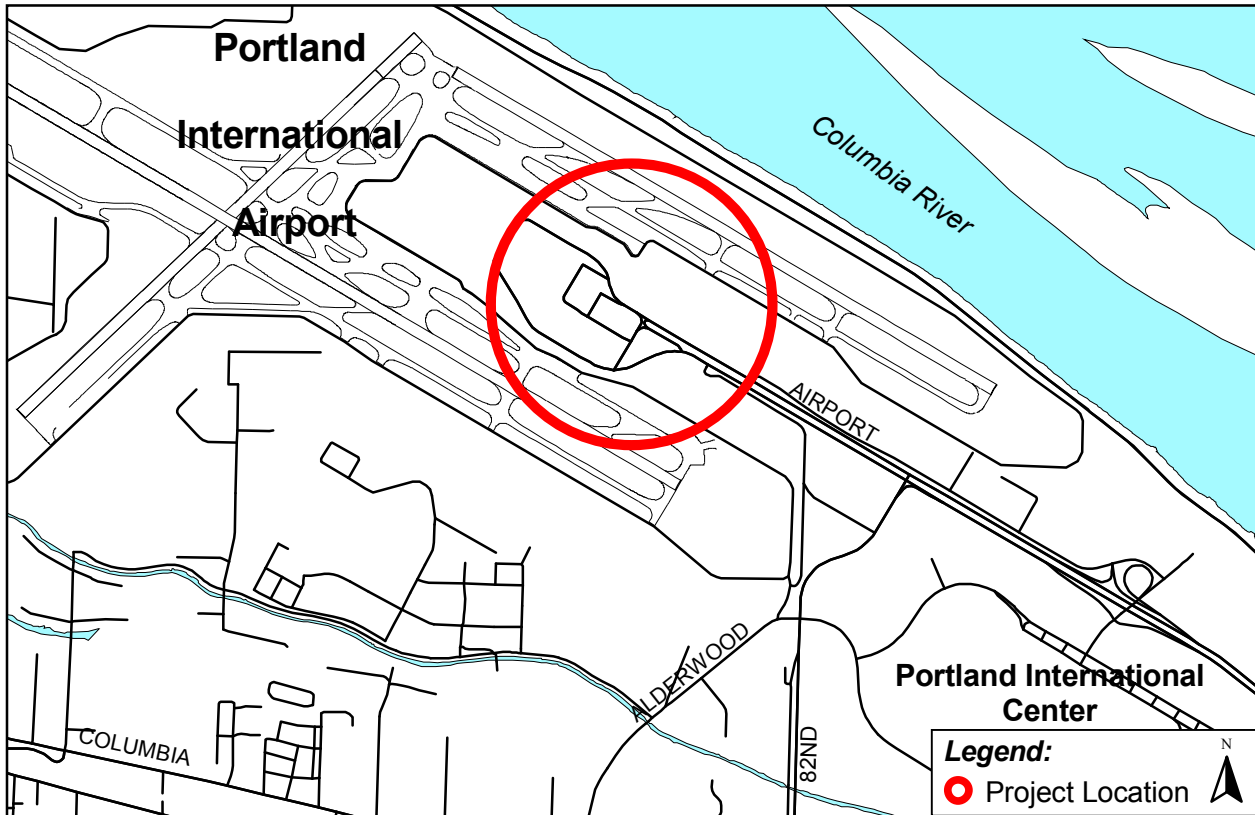 Portland
International
Airport
Columbia River
AIRPORT
ALDERWOOD
82ND
COLUMBIA
Portland International
Center
Legend:
N
Project Location